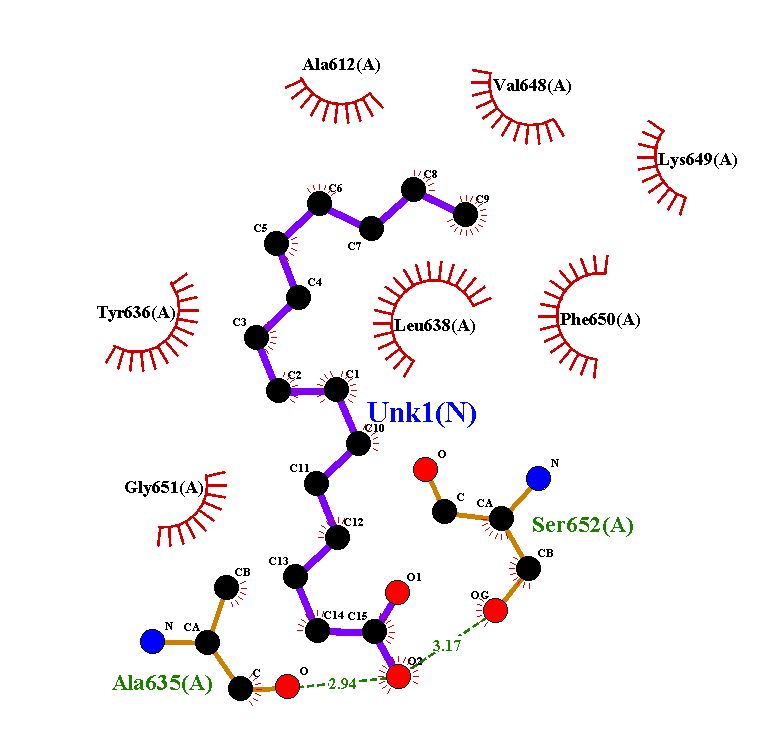 Ala612(A)
Val648(A)
Lys649(A)
C8
C6
C9
C5
C7
C4
Tyr636(A)
Phe650(A)
C3
Leu638(A)
C2
C1
Unk1(N)
C10
O
N
C11
Gly651(A)
C
CA
C12
Ser652(A)
CB
C13
CB
O1
OG
C14
C15
N
CA
3.17
O2
C
O
Ala635(A)
2.94